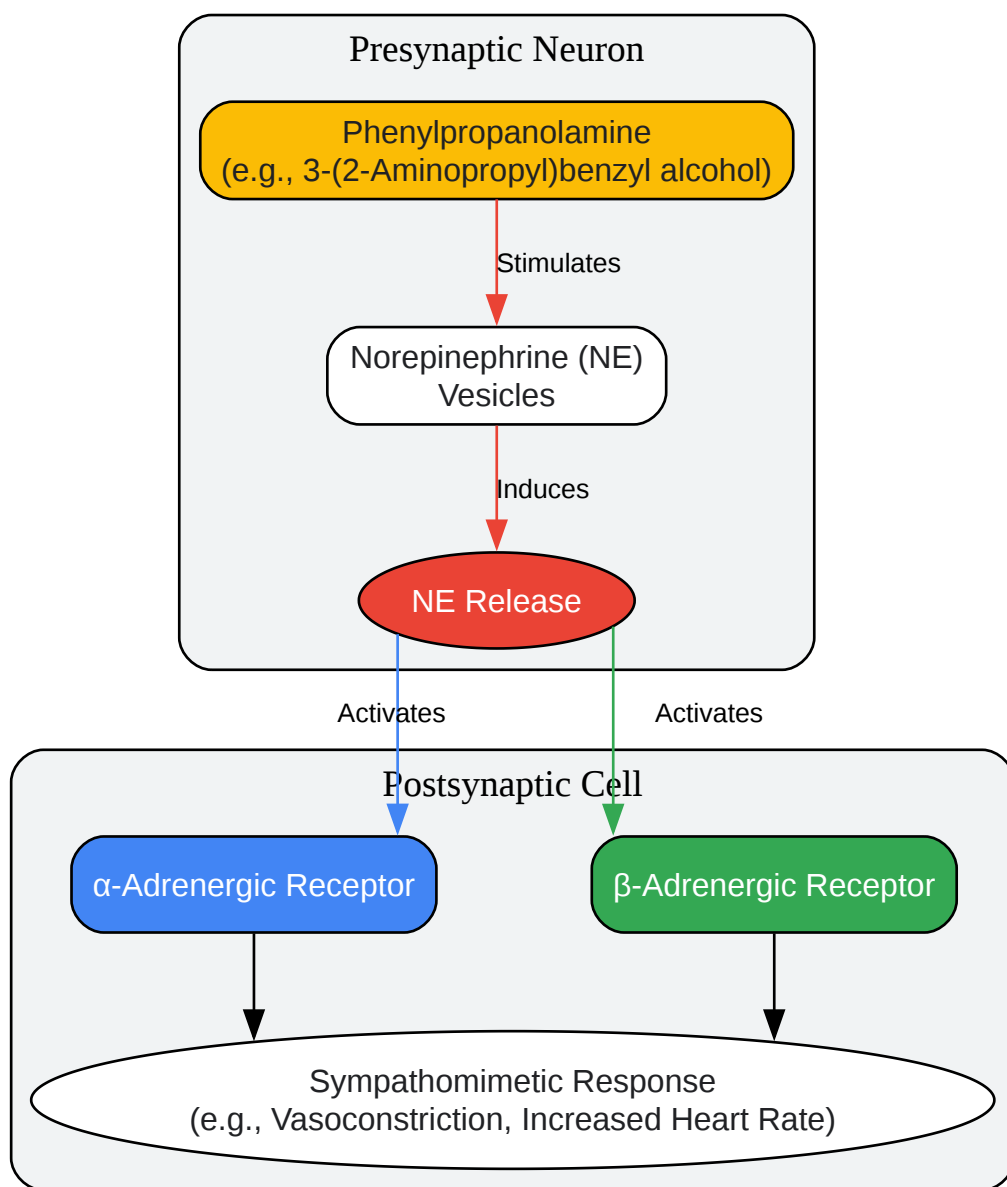 Presynaptic Neuron
Phenylpropanolamine
(e.g., 3-(2-Aminopropyl)benzyl alcohol)
Stimulates
Norepinephrine (NE)
Vesicles
Induces
NE Release
Activates
Activates
Postsynaptic Cell
α-Adrenergic Receptor
β-Adrenergic Receptor
Sympathomimetic Response
(e.g., Vasoconstriction, Increased Heart Rate)